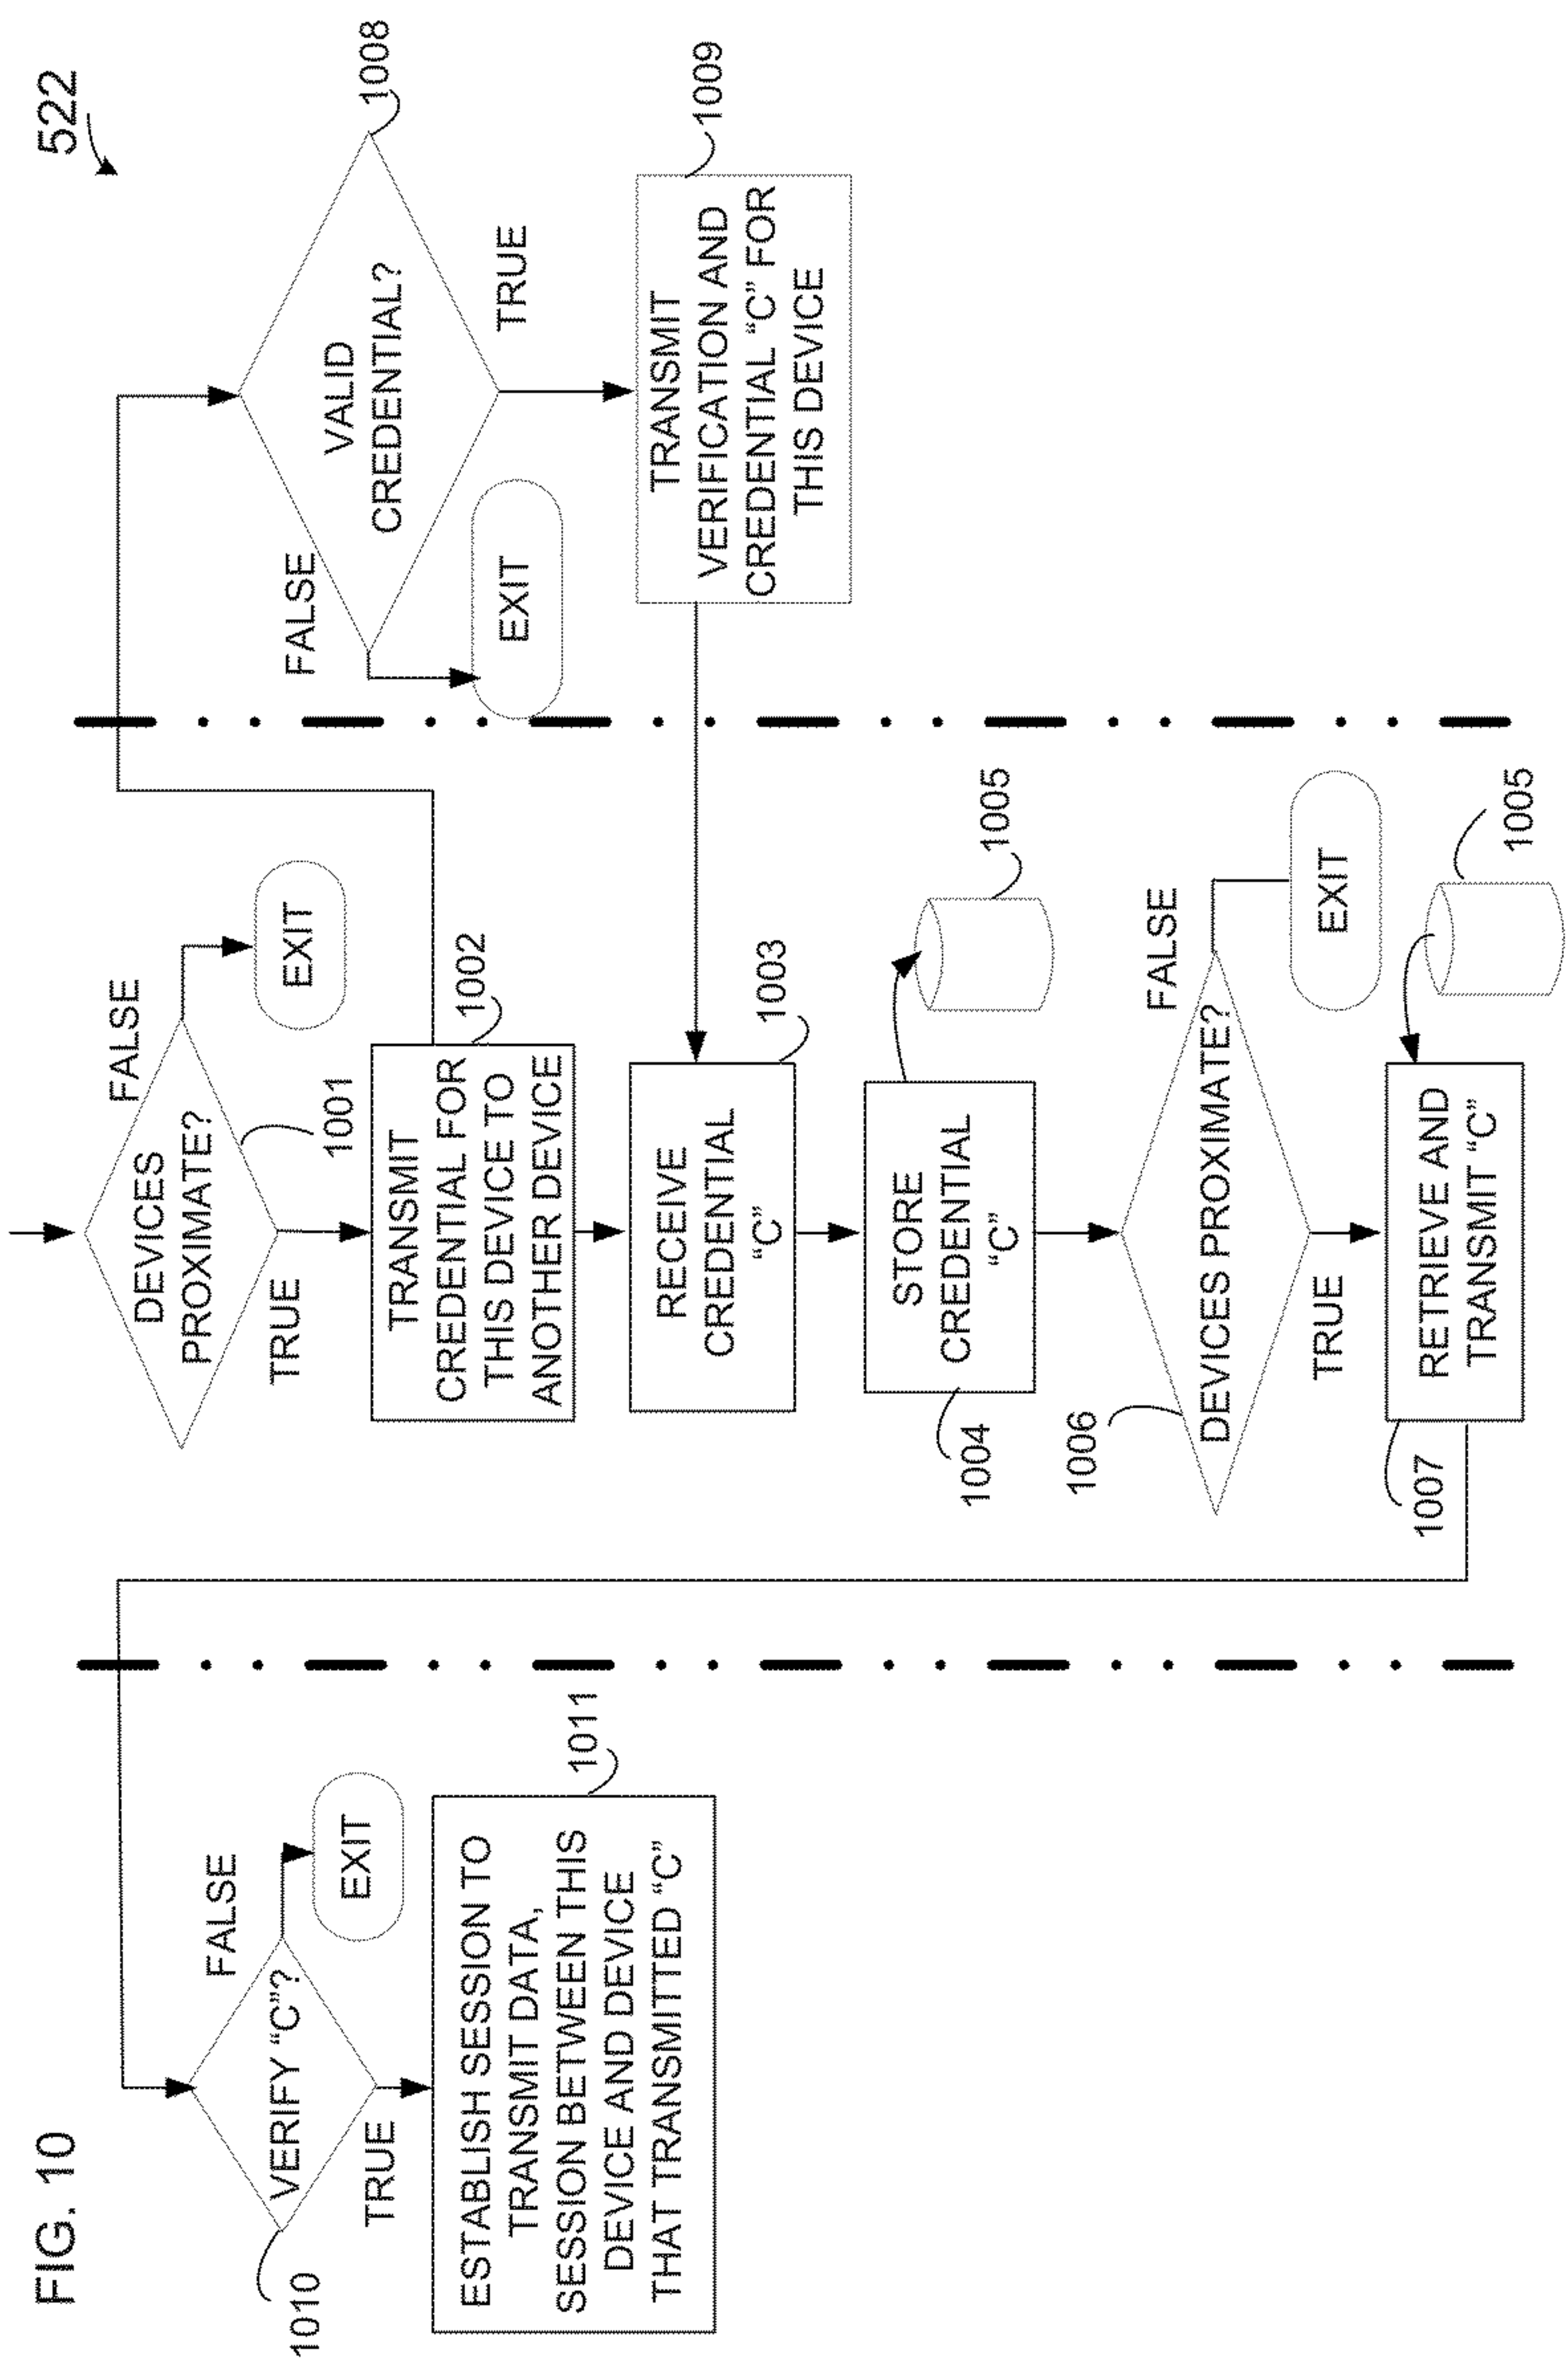 FIG. 10
522
1010
VERIFY “C”?
FALSE
EXIT
TRUE
ESTABLISH SESSION TO
TRANSMIT DATA,
SESSION BETWEEN THIS
DEVICE AND DEVICE
THAT TRANSMITTED “C”
1011
DEVICES
PROXIMATE?
FALSE
EXIT
1001
TRUE
TRANSMIT
CREDENTIAL FOR
THIS DEVICE TO
ANOTHER DEVICE
1002
RECEIVE
CREDENTIAL
“C”
1003
STORE
CREDENTIAL
“C”
1004
1005
1006
DEVICES PROXIMATE?
FALSE
EXIT
TRUE
RETRIEVE AND
TRANSMIT “C”
1007
1005
1008
VALID
CREDENTIAL?
FALSE
EXIT
TRUE
TRANSMIT
VERIFICATION AND
CREDENTIAL “C” FOR
THIS DEVICE
1009